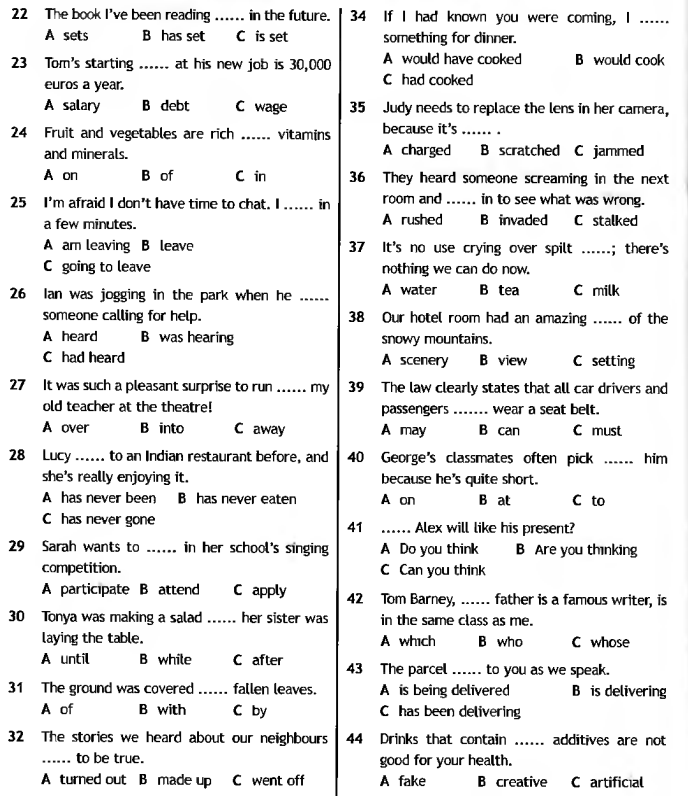 22 The book I've been reading ...... in the future.
A sets B has set C is set
23 Tom's starting ...... at his new job is 30,000
euros a year.
A salary B debt C wage
24 Fruit and vegetables are rich ...... vitamins
and minerals.
A on B of C in
25 I'm afraid I don't have time to chat. I ...... in
a few minutes.
A am leaving B leave
C going to leave
26 Ian was jogging in the park when he ......
someone calling for help.
A heard B was hearing
C had heard
27 It was such a pleasant surprise to run ...... my
old teacher at the theatre!
A over B into C away
28 Lucy ...... to an Indian restaurant before, and
she's really enjoying it.
A has never been B has never eaten
C has never gone
29 Sarah wants to ...... in her school's singing
competition.
A participate B attend C apply
30 Tonya was making a salad ...... her sister was
laying the table.
A until B while C after
31 The ground was covered ...... fallen leaves.
A of B with C by
32 The stories we heard about our neighbours
...... to be true.
A turned out B made up C went off
34 If I had known you were coming, I ......
something for dinner.
A would have cooked B would cook
C had cooked
35 Judy needs to replace the lens in her camera,
because it's ...... .
A charged B scratched C jammed
36 They heard someone screaming in the next
room and ...... in to see what was wrong.
A rushed B invaded C stalked
37 It's no use crying over spilt ......; there's
nothing we can do now.
A water B tea C milk
38 Our hotel room had an amazing ...... of the
snowy mountains.
A scenery B view C setting
39 The law clearly states that all car drivers and
passengers ....... wear a seat belt.
A may B can C must
40 George's classmates often pick ...... him
because he's quite short.
A on B at C to
41 ...... Alex will like his present?
A Do you think B Are you thinking
C Can you think
42 Tom Barney, ...... father is a famous writer, is
in the same class as me.
A which B who C whose
43 The parcel ...... to you as we speak.
A is being delivered B is delivering
C has been delivering
44 Drinks that contain ...... additives are not
good for your health.
A fake B creative C artificial